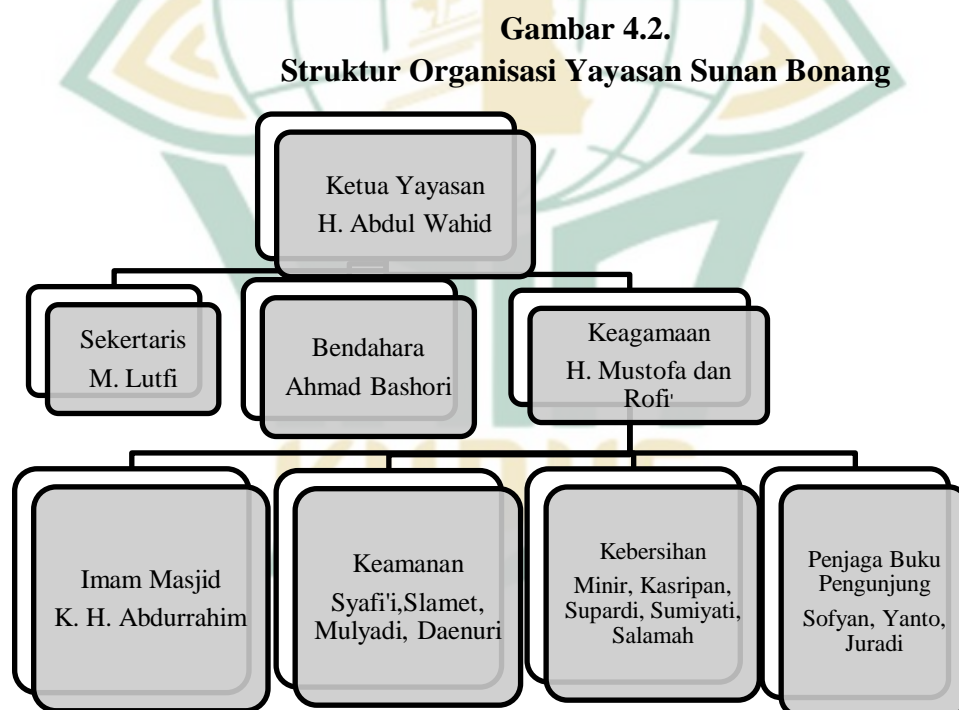 Gambar 4.2.
Struktur Organisasi Yayasan Sunan Bonang
Ketua Yayasan
H. Abdul Wahid
Sekertaris
M. Lutfi
Bendahara
Ahmad Bashori
Keagamaan
H. Mustofa dan
Rofi'
Imam Masjid
K. H. Abdurrahim
Keamanan
Syafi'i,Slamet,
Mulyadi, Daenuri
Kebersihan
Minir, Kasripan,
Supardi, Sumiyati,
Salamah
Penjaga Buku
Pengunjung
Sofyan, Yanto,
Juradi